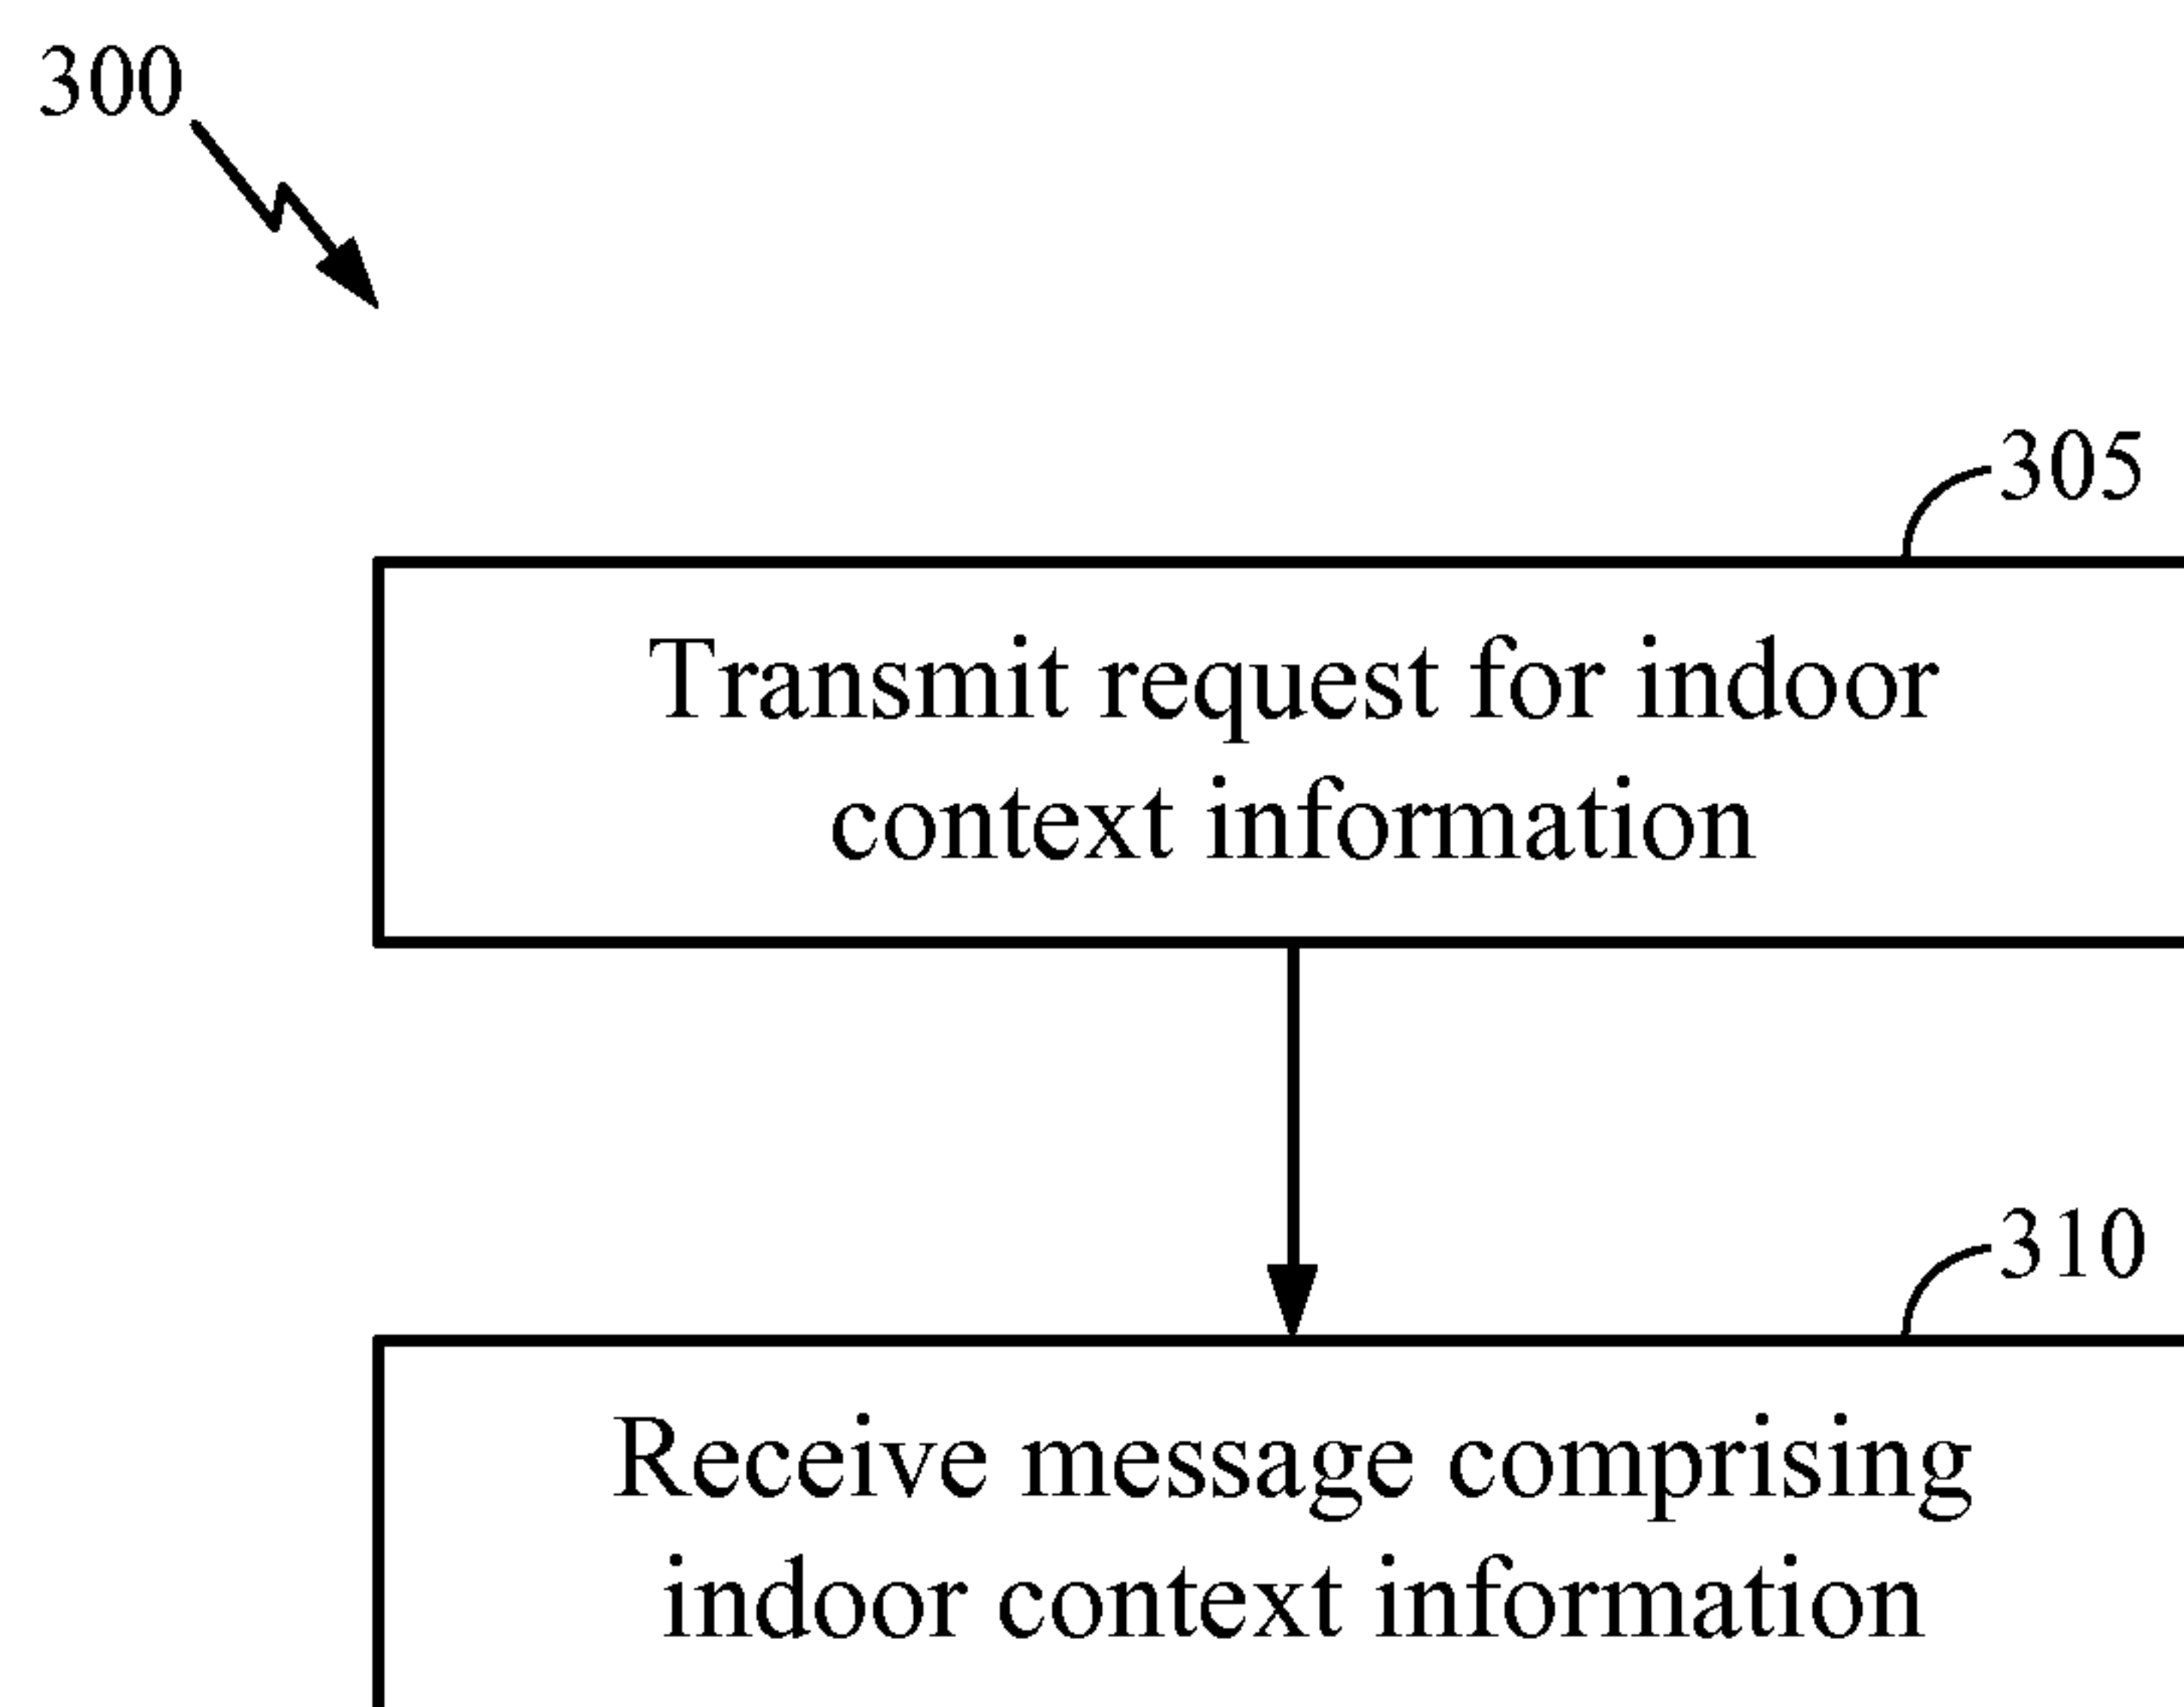 300
305
Transmit request for indoor
context information
310
Receive message comprising
indoor context information